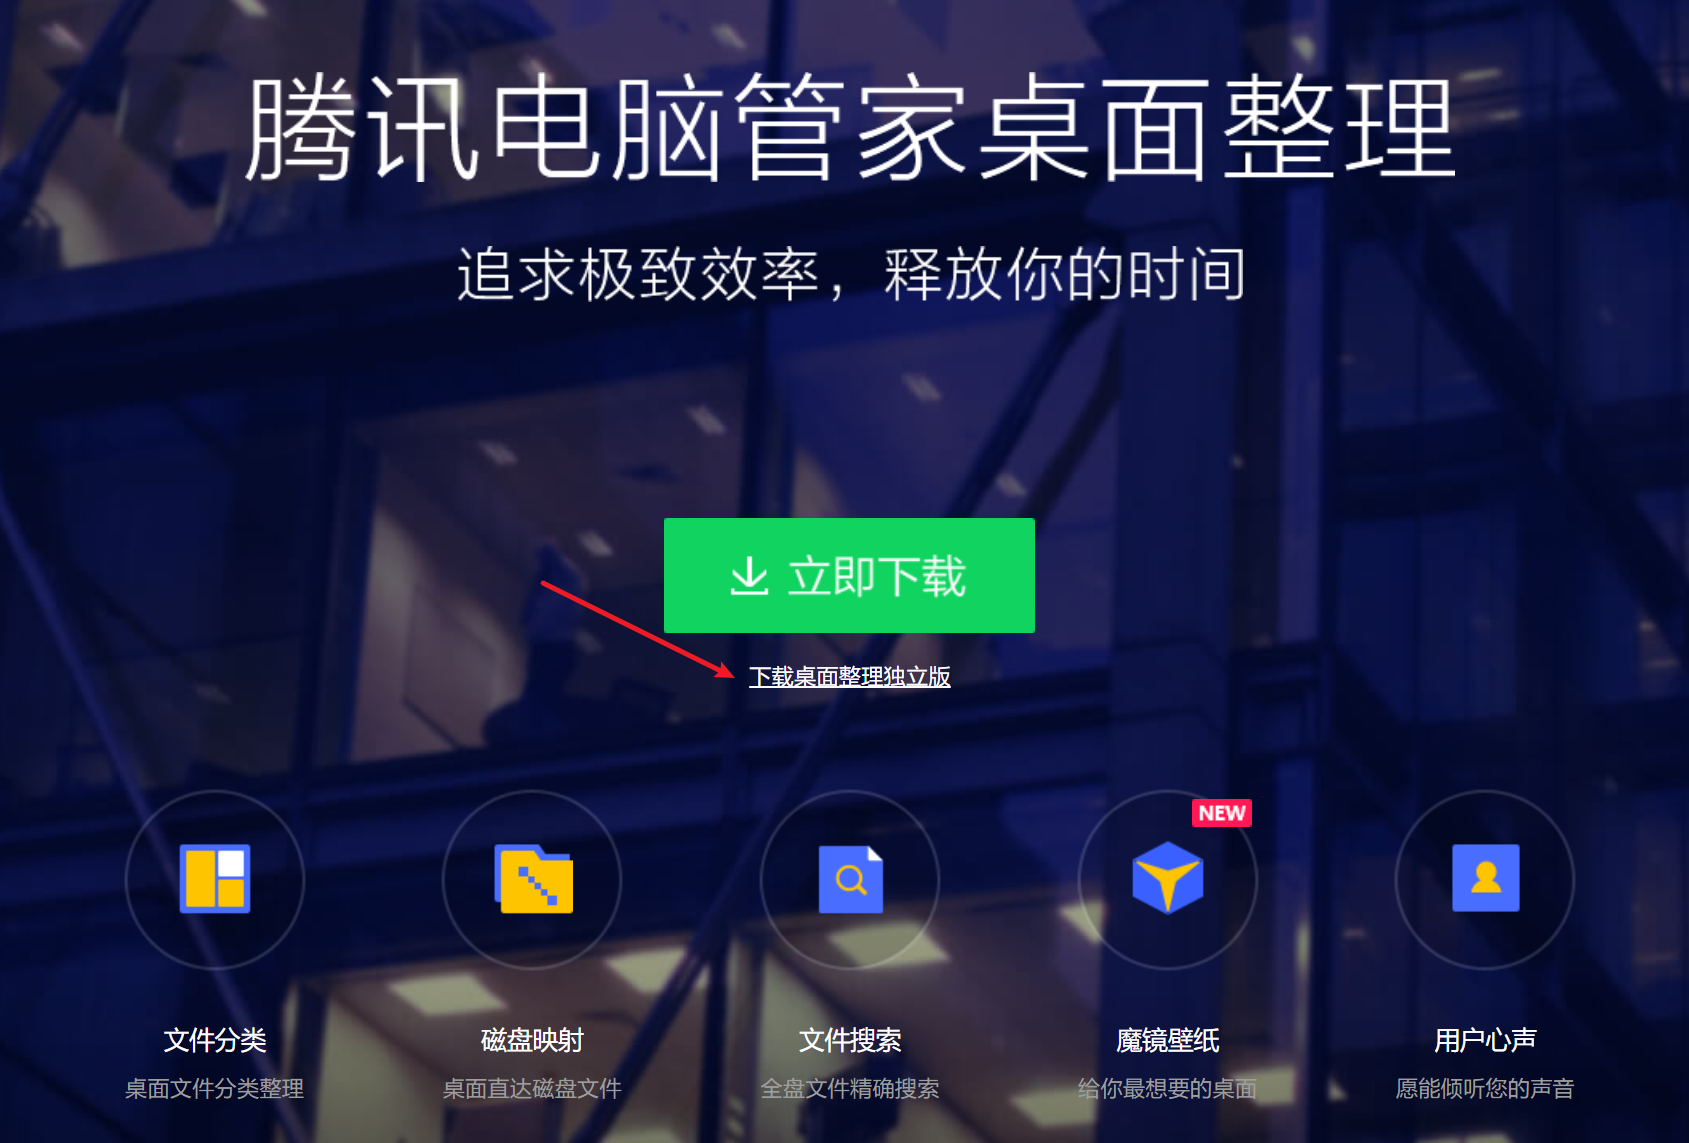 腾讯电脑管家桌面整理
追求极致效率，释放你的时间
立即下载
下载桌面整理独立版
NEW
文件分类
磁盘映射
文件搜索
魔镜壁纸
用户心声
桌面文件分类整理
桌面直达磁盘文件
全盘文件精确搜索
给你最想要的桌面
愿能倾听您的声音